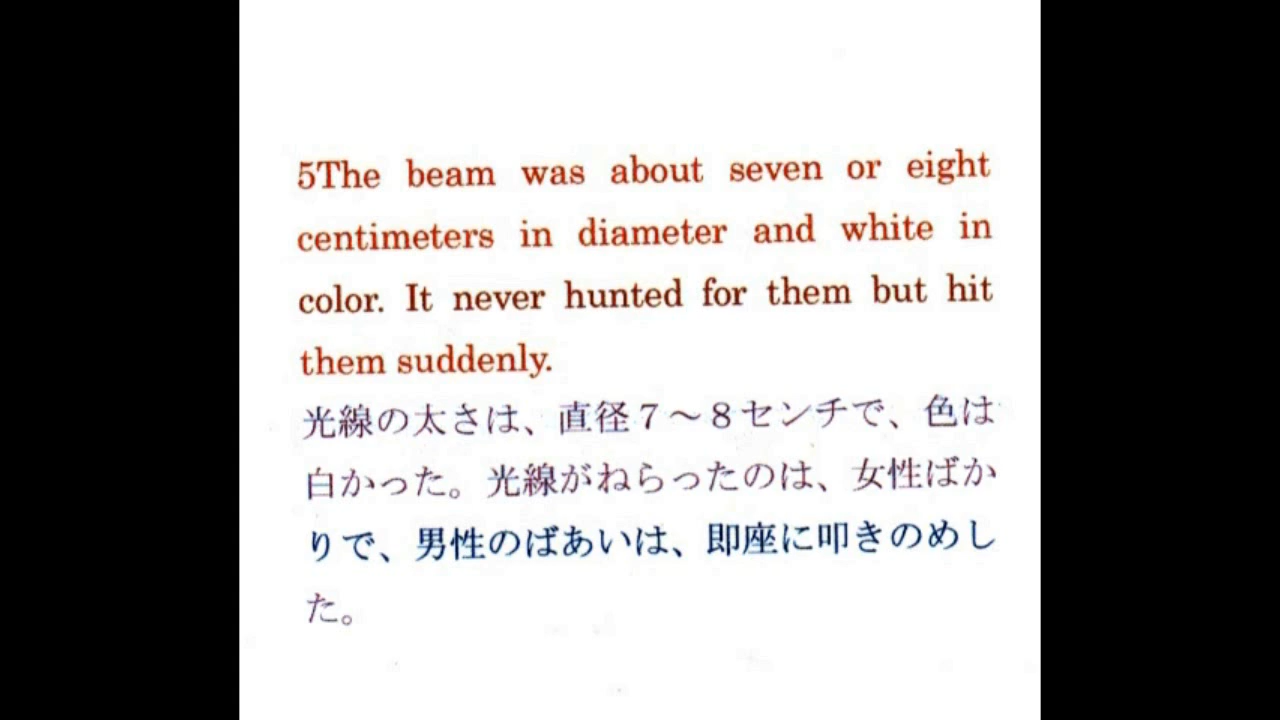 5The beam was about seven or eight
centimeters in diameter and white in
color. It never hunted for them but hit
them suddenly.
光線の太さは、直径７～８センチで、色は
白かった。光線がねらったのは、女性ばか
りで、男性のばあいは、即座に叩きのめし
た。